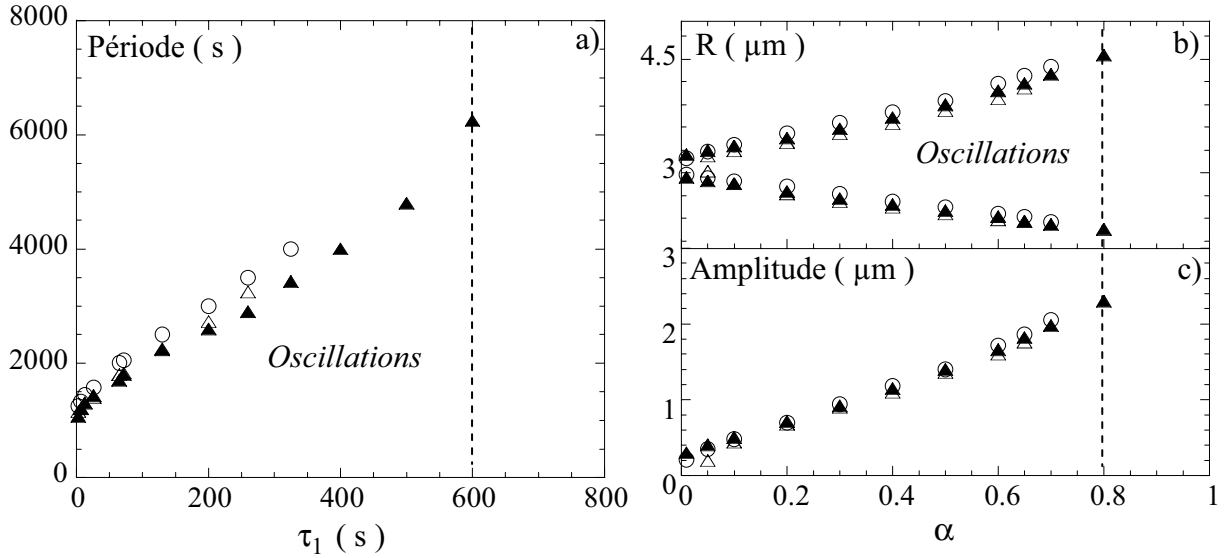 8000
Période ( s )
a)
6000
4000
2000
Oscillations
0
0
200
400
600
800
τ1 ( s )
R ( µm )
b)
4.5
Oscillations
3
3
Amplitude ( µm )
c)
2
1
0
0
0.2
0.4
0.6
0.8
1
α